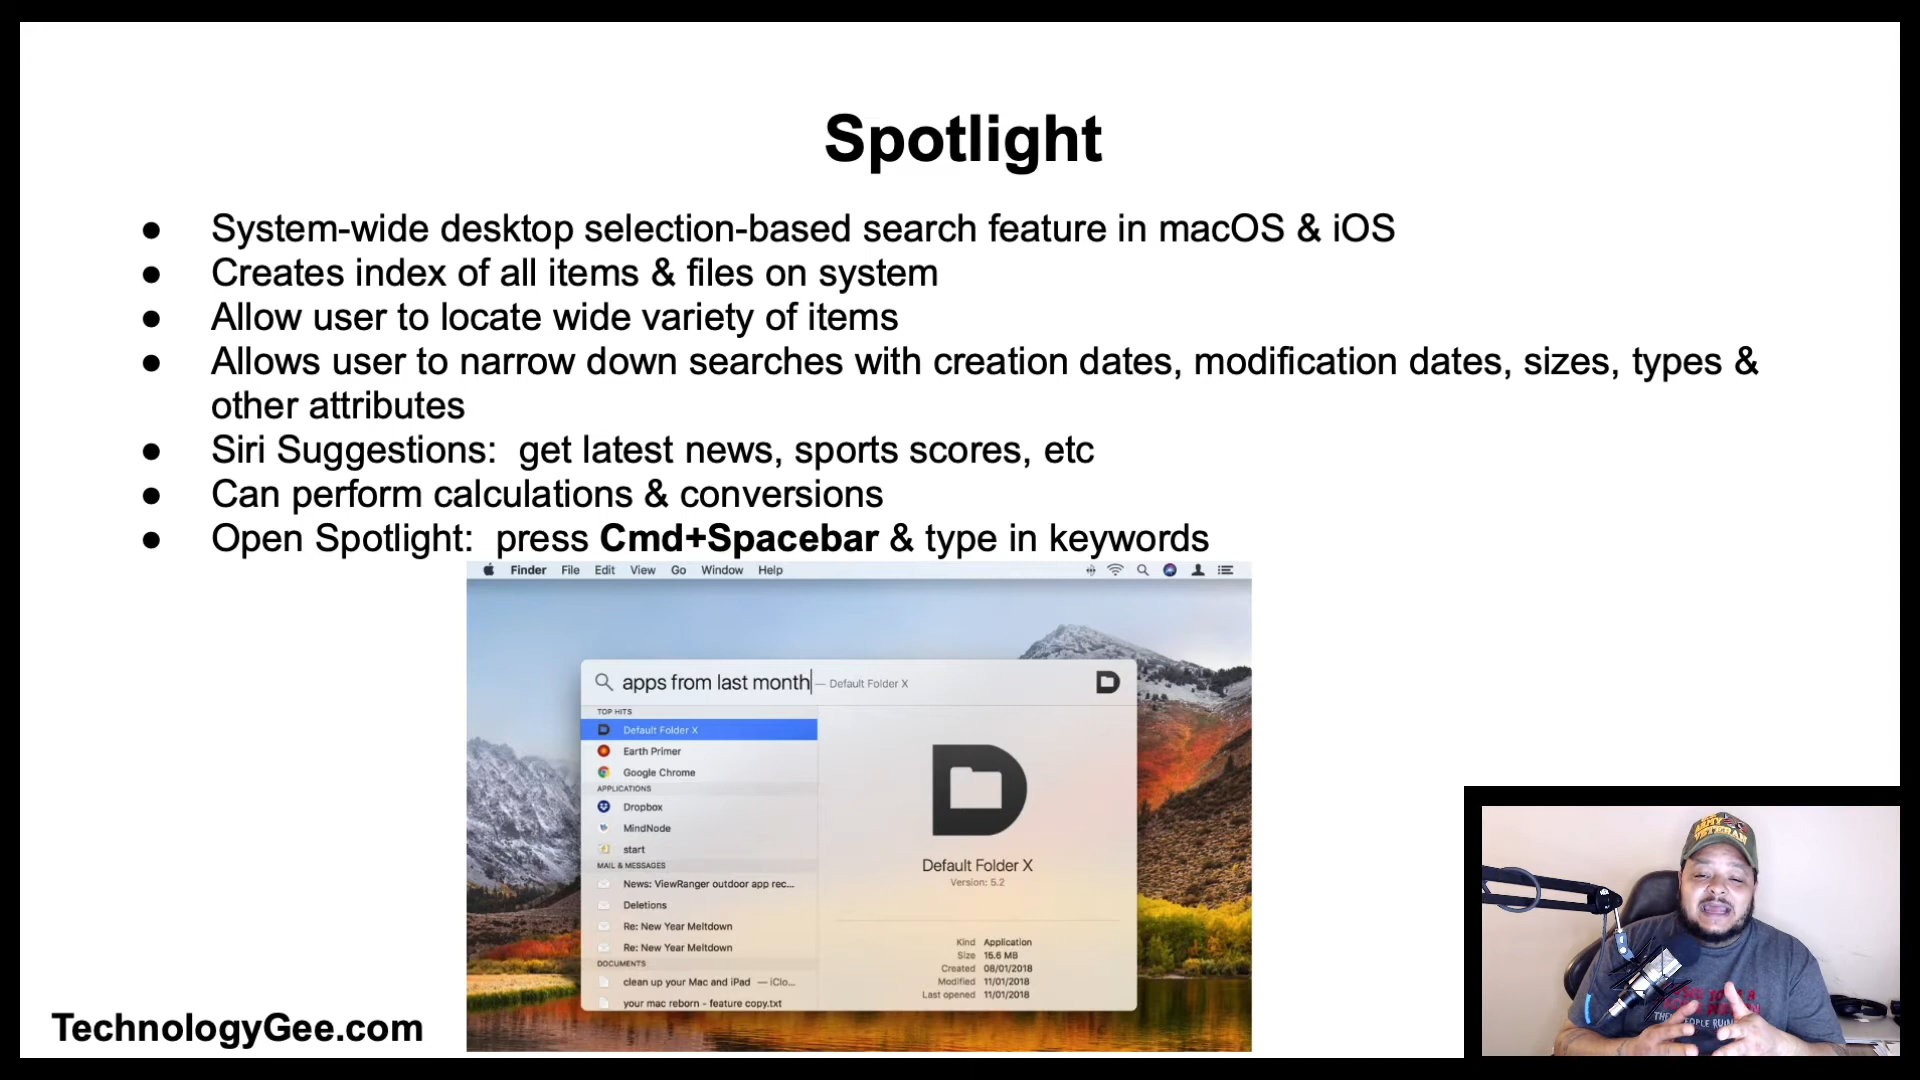 Spotlight
● System-wide desktop selection-based search feature in macOS & iOS
● Creates index of all items & files on system
● Allow user to locate wide variety of items
● Allows user to narrow down searches with creation dates, modification dates, sizes, types &
other attributes
● Siri Suggestions: get latest news, sports scores, etc
● Can perform calculations & conversions
● Open Spotlight: press Cmd+Spacebar & type in keywords
Finder File Edit View Go Window Help
apps from last month — Default Folder X
TOP HITS
Default Folder X
Earth Primer
Google Chrome
APPLICATIONS
Dropbox
MindNode
start
MAIL & MESSAGES
News: ViewRanger outdoor app rec...
Deletions
Re: New Year Meltdown
Re: New Year Meltdown
DOCUMENTS
clean up your Mac and iPad — iClo...
your mac reborn - feature copy.txt
Default Folder X
Version: 5.2
Kind Application
Size 15.6 MB
Created 08/01/2018
Modified 11/01/2018
Last opened 11/01/2018
TechnologyGee.com
ARMY
VETERAN